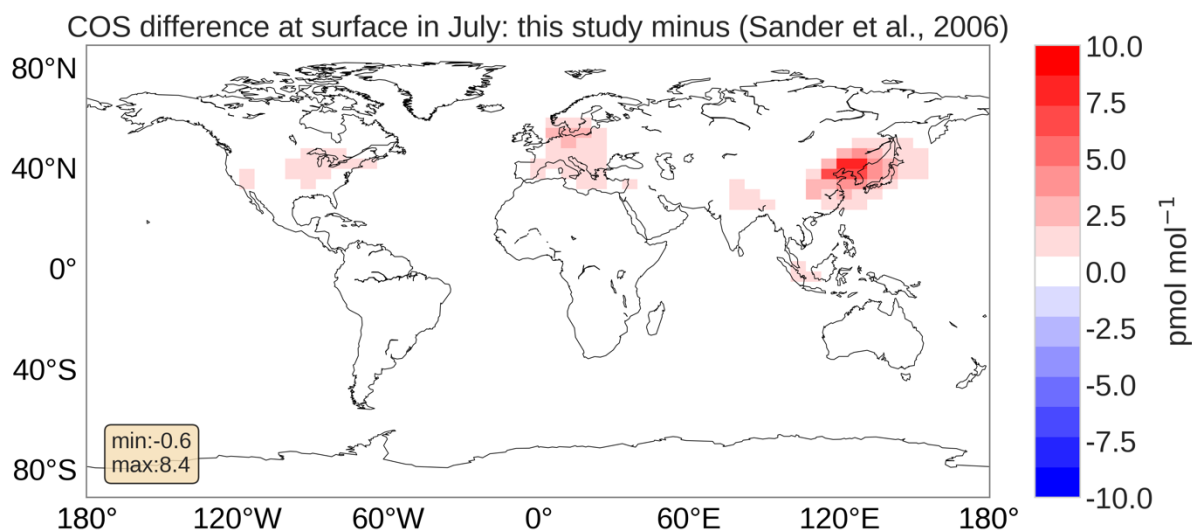 COS difference at surface in July: this study minus (Sander et al., 2006)
80°N
40°N
0°
40°S
80°S
min:-0.6
max:8.4
180° 120°W 60°W 0° 60°E 120°E 180°
10.0
7.5
5.0
2.5
0.0
-2.5
-5.0
-7.5
-10.0
pmol mol⁻¹